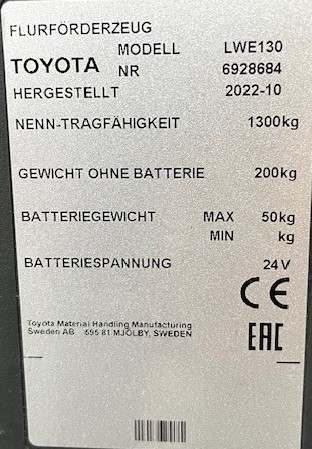 FLURFÖRDERZEUG
MODELL LWE130
TOYOTA NR 6928684
HERGESTELLT 2022-10
NENN-TRAGFÄHIGKEIT 1300kg
GEWICHT OHNE BATTERIE 200kg
BATTERIEGEWICHT MAX 50kg
MIN kg
BATTERIESPANNUNG 24V
CE
Toyota Material Handling Manufacturing
Sweden AB 595 81 MJÖLBY, SWEDEN
EAC